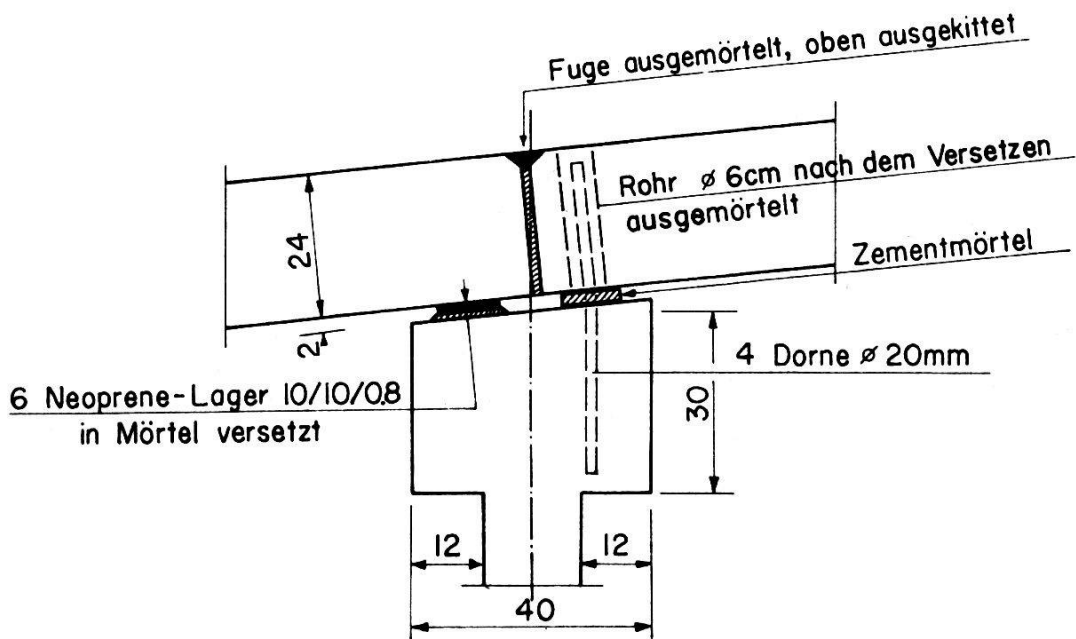 Fuge ausgemörtelt, oben ausgekittet
Rohr ø 6cm nach dem Versetzen
ausgemörtelt
24
Zementmörtel
2
4 Dorne ø 20mm
6 Neoprene-Lager 10/10/0.8
in Mörtel versetzt
30
12
12
40